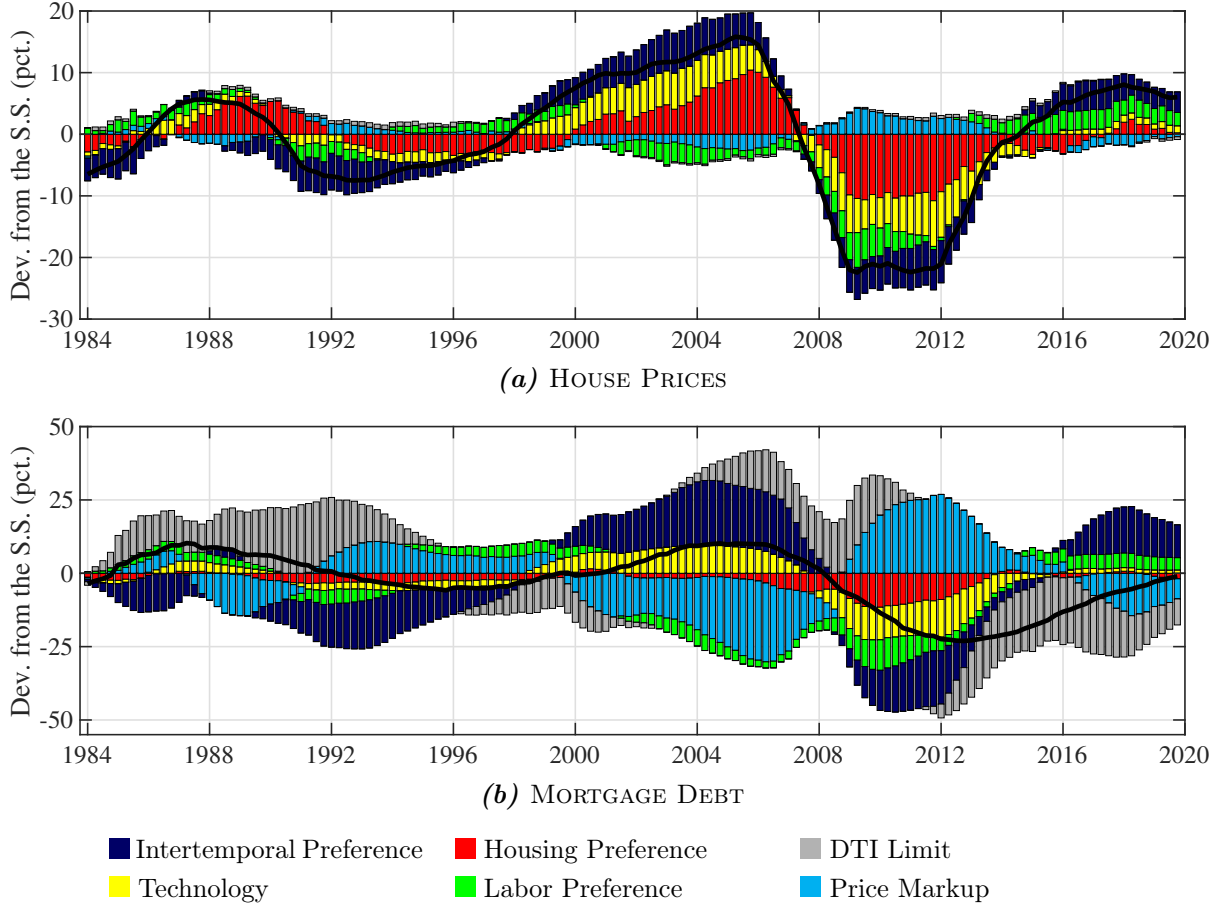 Dev. from the S.S. (pct.)
20
10
0
-10
-20
-30
1984 1988 1992 1996 2000 2004 2008 2012 2016 2020
(a) HOUSE PRICES
Dev. from the S.S. (pct.)
50
25
0
-25
-50
1984 1988 1992 1996 2000 2004 2008 2012 2016 2020
(b) MORTGAGE DEBT
Intertemporal Preference Housing Preference DTI Limit
Technology Labor Preference Price Markup